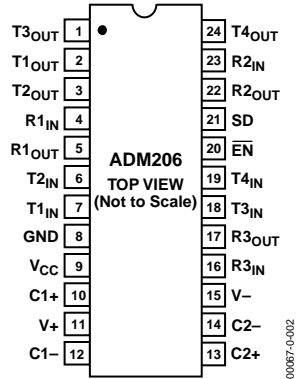 T3OUT 1
T1OUT 2
T2OUT 3
R1IN 4
R1OUT 5
T2IN 6
T1IN 7
GND 8
VCC 9
C1+ 10
V+ 11
C1– 12
ADM206
TOP VIEW
(Not to Scale)
24 T4OUT
23 R2IN
22 R2OUT
21 SD
20 E̅N̅
19 T4IN
18 T3IN
17 R3OUT
16 R3IN
15 V–
14 C2–
13 C2+
00067-0-002